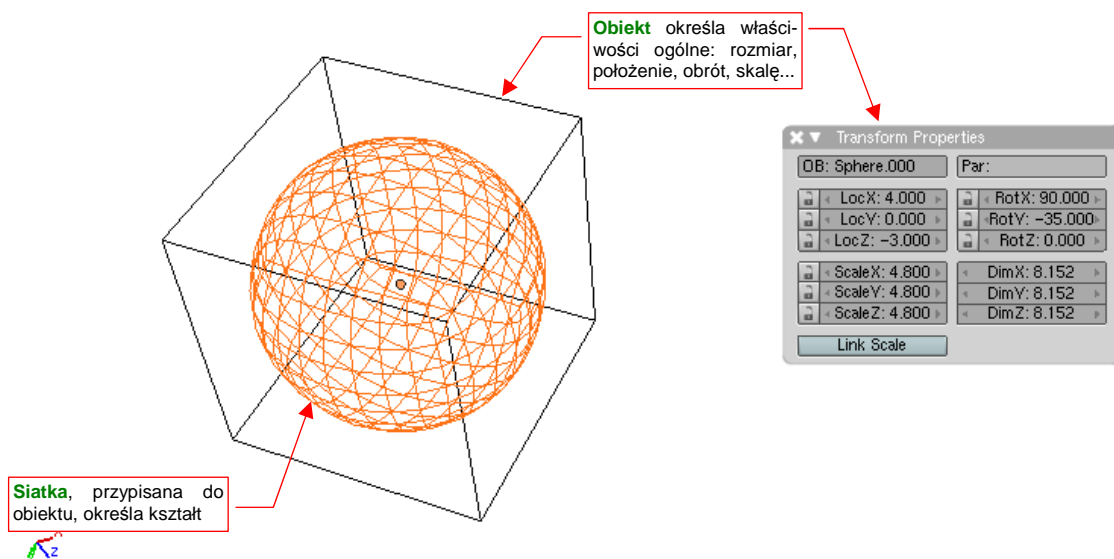 Obiekt określa właści-
wości ogólne: rozmiar,
położenie, obrót, skalę...
Transform Properties
OB: Sphere.000
Par:
LocX: 4.000
RotX: 90.000
LocY: 0.000
RotY: -35.000
LocZ: -3.000
RotZ: 0.000
ScaleX: 4.800
DimX: 8.152
ScaleY: 4.800
DimY: 8.152
ScaleZ: 4.800
DimZ: 8.152
Link Scale
Siatka, przypisana do
obiektu, określa kształt
z